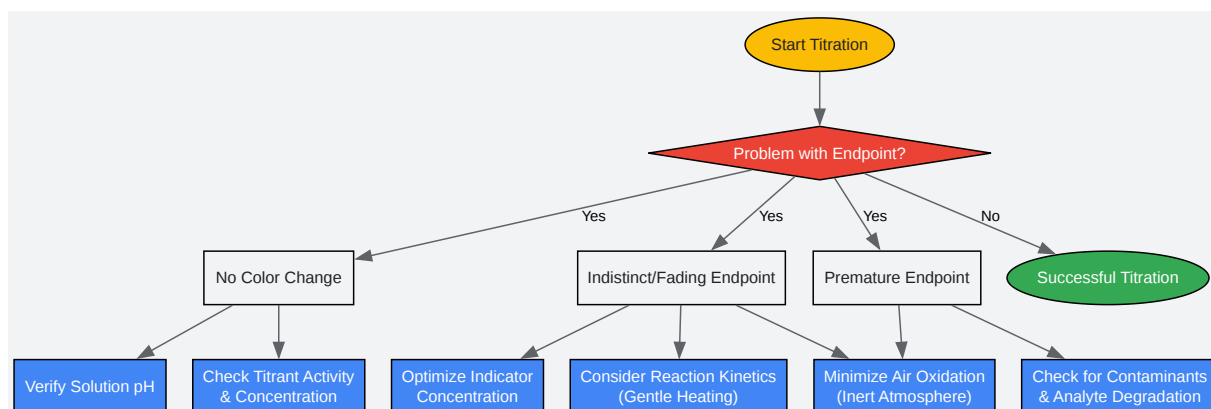 Start Titration
Problem with Endpoint?
Yes
Yes
Yes
No
No Color Change
Indistinct/Fading Endpoint
Premature Endpoint
Successful Titration
Verify Solution pH
Check Titrant Activity
& Concentration
Optimize Indicator
Concentration
Consider Reaction Kinetics
(Gentle Heating)
Minimize Air Oxidation
(Inert Atmosphere)
Check for Contaminants
& Analyte Degradation